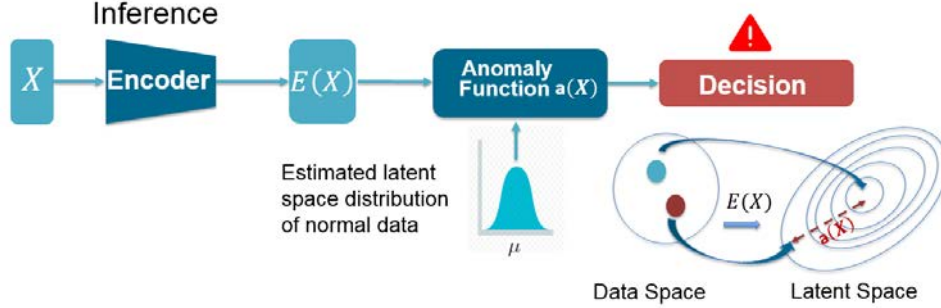 Inference
X
Encoder
E(X)
Anomaly
Function a(X)
Decision
Estimated latent
space distribution
of normal data
μ
E(X)
a(X)
Data Space
Latent Space